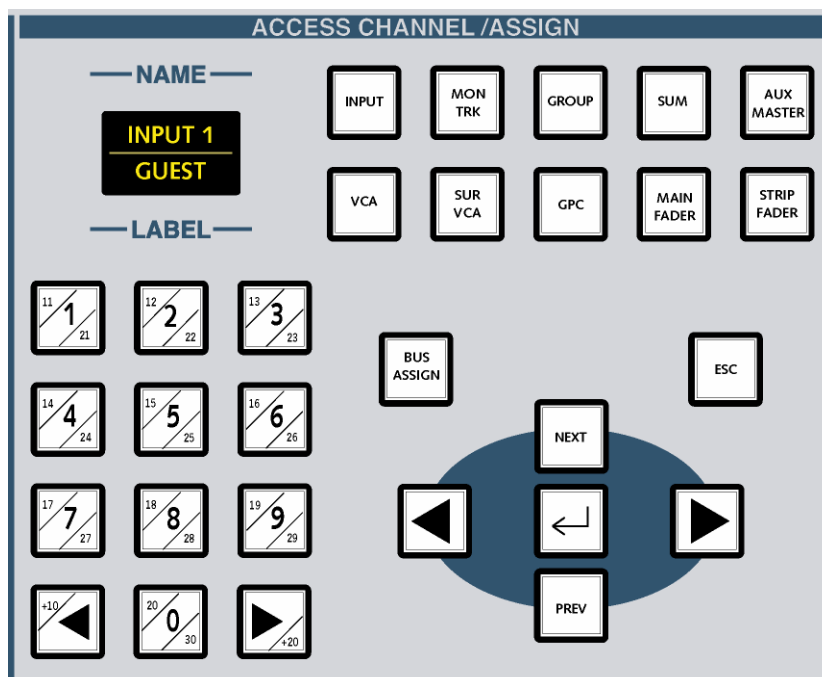 ACCESS CHANNEL /ASSIGN
NAME
INPUT 1
GUEST
LABEL
INPUT
MON
TRK
GROUP
SUM
AUX
MASTER
VCA
SUR
VCA
GPC
MAIN
FADER
STRIP
FADER
11 1 21
12 2 22
13 3 23
14 4 24
15 5 25
16 6 26
17 7 27
18 8 28
19 9 29
+10
20 0 30
+20
BUS
ASSIGN
ESC
NEXT
PREV